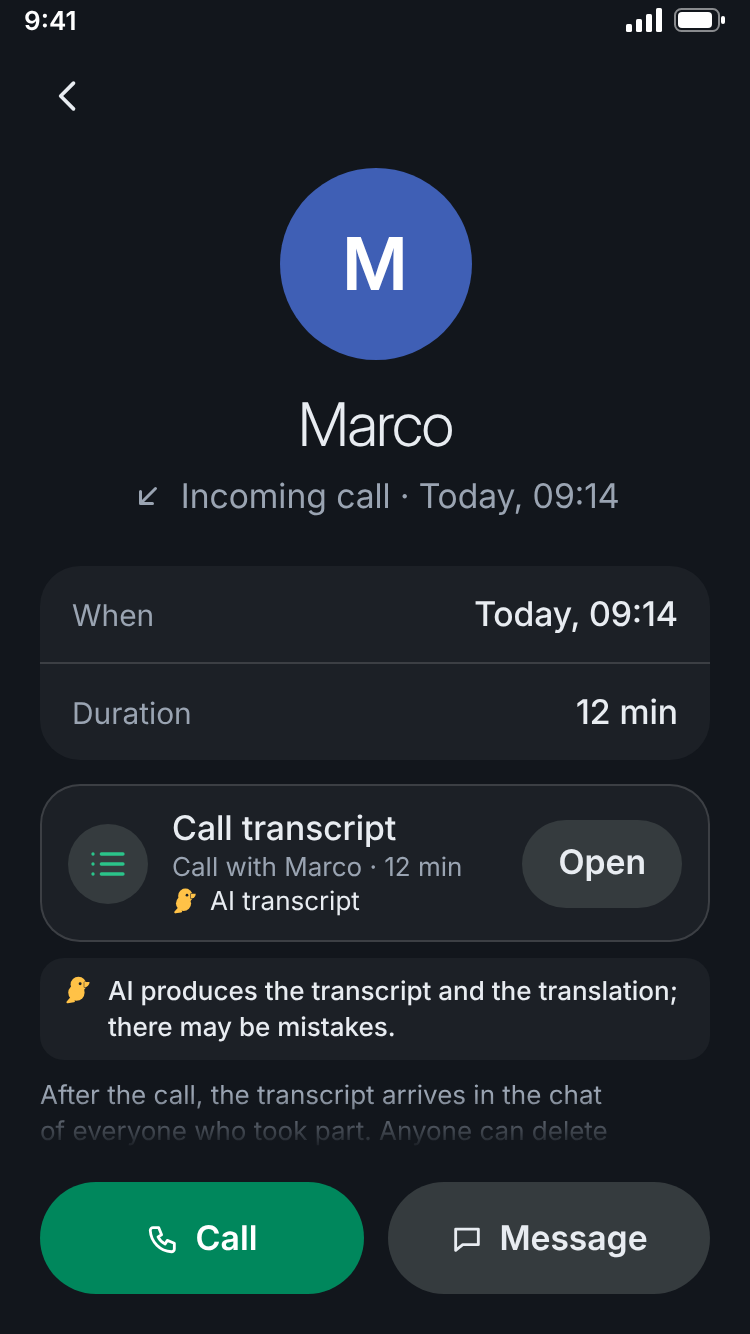 9:41
M
Marco
Incoming call · Today, 09:14
When
Today, 09:14
Duration
12 min
Call transcript
Call with Marco · 12 min
AI transcript
Open
AI produces the transcript and the translation;
there may be mistakes.
After the call, the transcript arrives in the chat
of everyone who took part. Anyone can delete
Call
Message